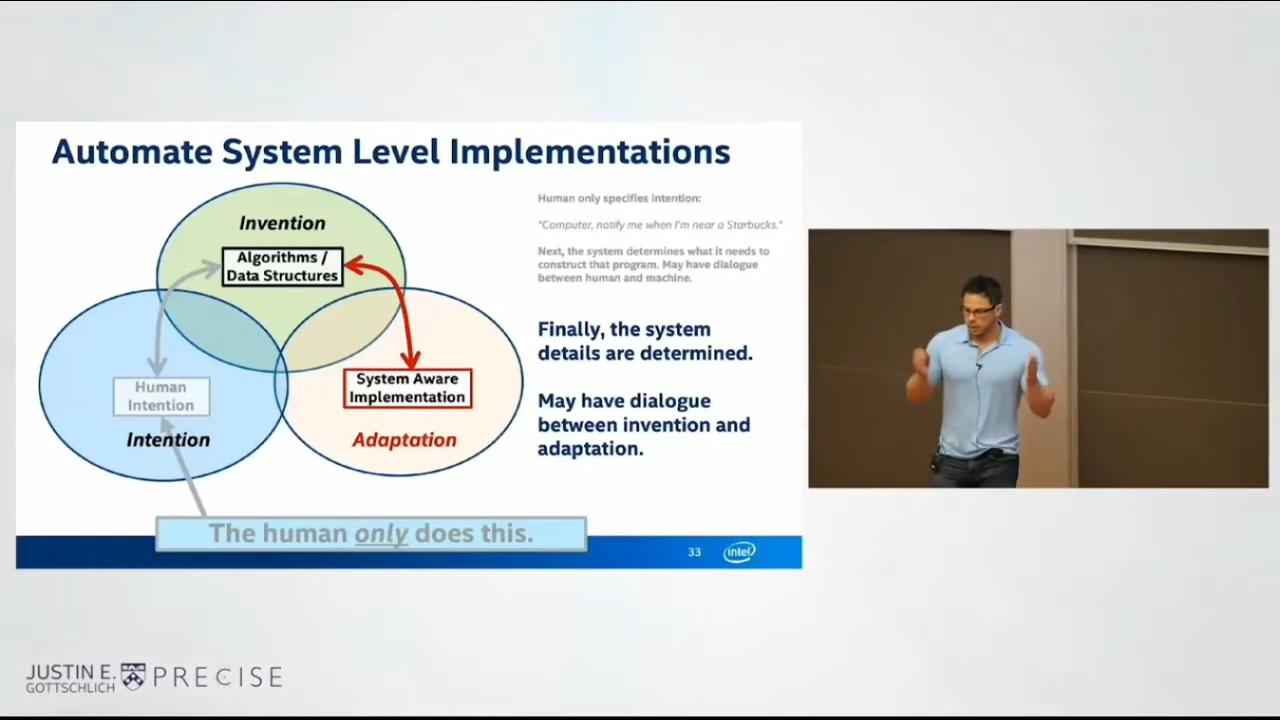 Automate System Level Implementations
Invention
Algorithms /
Data Structures
Human
Intention
Intention
System Aware
Implementation
Adaptation
Human only specifies intention:
"Computer, notify me when I'm near a Starbucks."
Next, the system determines what it needs to
construct that program. May have dialogue
between human and machine.
Finally, the system
details are determined.
May have dialogue
between invention and
adaptation.
The human only does this.
33
intel
JUSTIN E.
GOTTSCHLICH
PRECISE